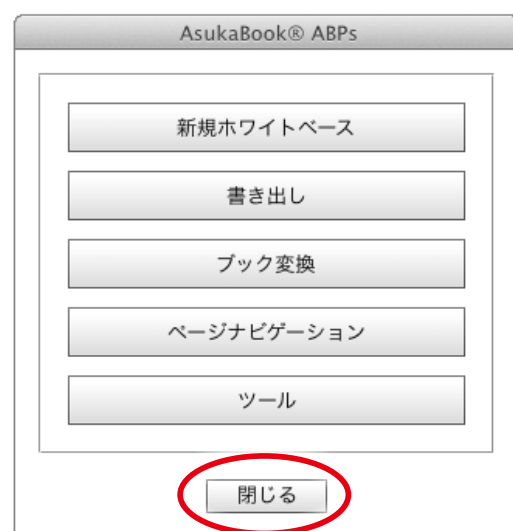 AsukaBook® ABPs
新規ホワイトベース
書き出し
ブック変換
ページナビゲーション
ツール
閉じる